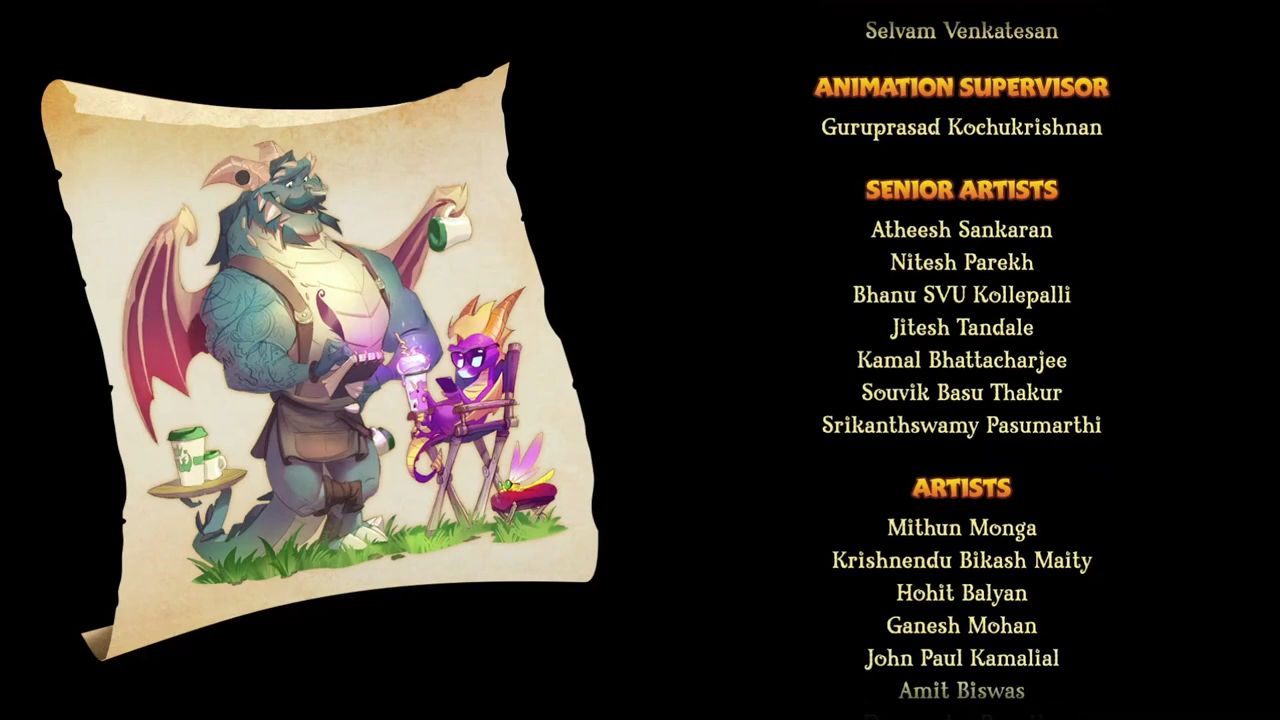 Selvam Venkatesan
ANIMATION SUPERVISOR
Guruprasad Kochukrishnan
SENIOR ARTISTS
Atheesh Sankaran
Nitesh Parekh
Bhanu SVU Kollepalli
Jitesh Tandale
Kamal Bhattacharjee
Souvik Basu Thakur
Srikanthswamy Pasumarthi
ARTISTS
Mithun Monga
Krishnendu Bikash Maity
Hohit Balyan
Ganesh Mohan
John Paul Kamalial
Amit Biswas